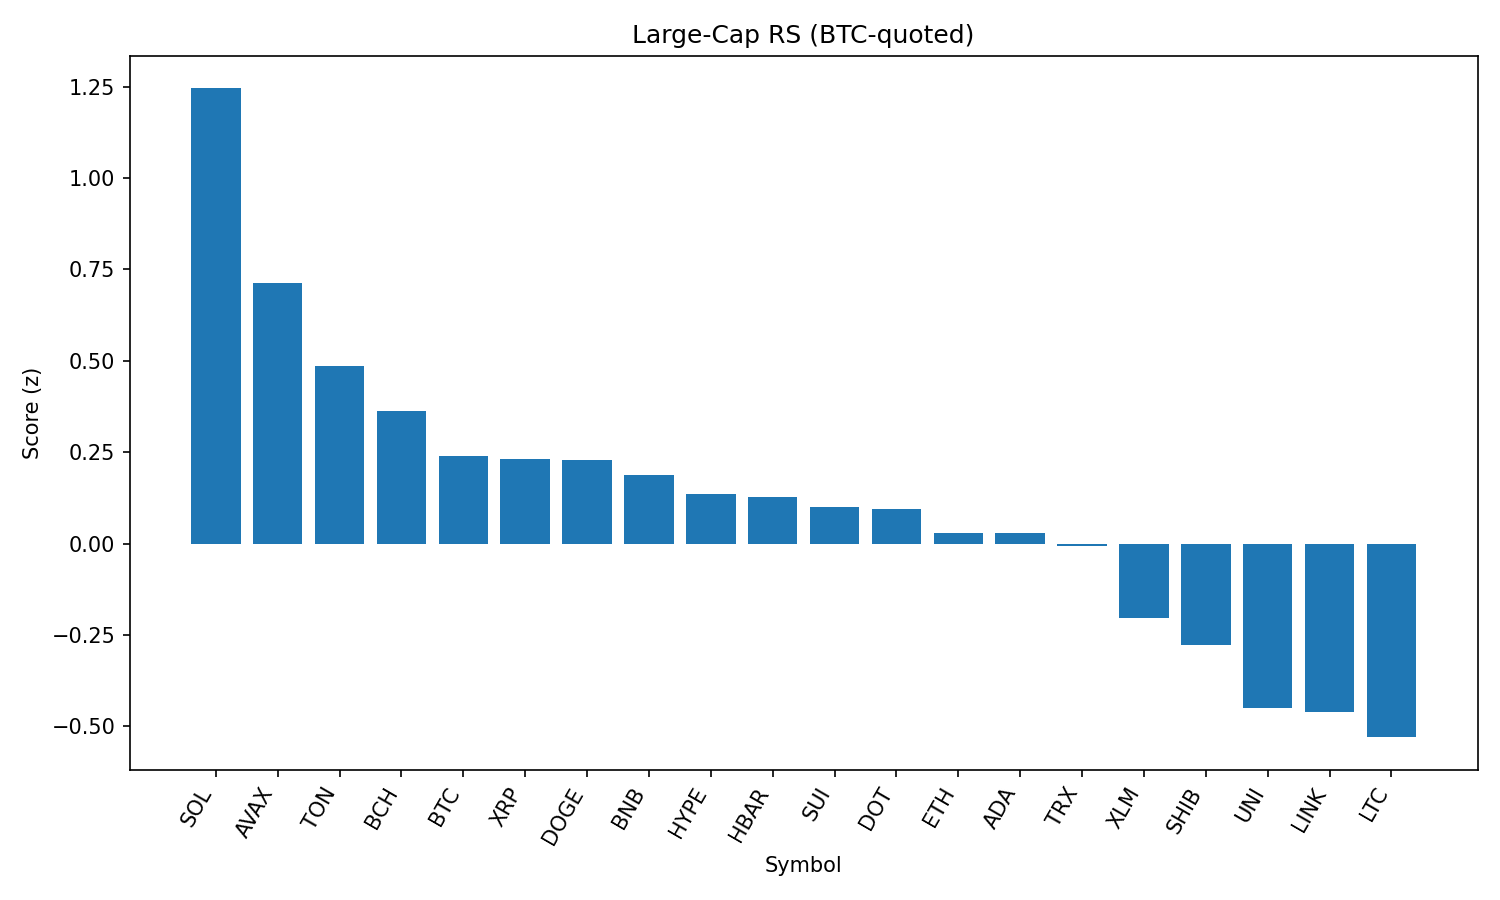 Large-Cap RS (BTC-quoted)
1.25
1.00
0.75
0.50
0.25
0.00
−0.25
−0.50
Score (z)
SOL
AVAX
TON
BCH
BTC
XRP
DOGE
BNB
HYPE
HBAR
SUI
DOT
ETH
ADA
TRX
XLM
SHIB
UNI
LINK
LTC
Symbol